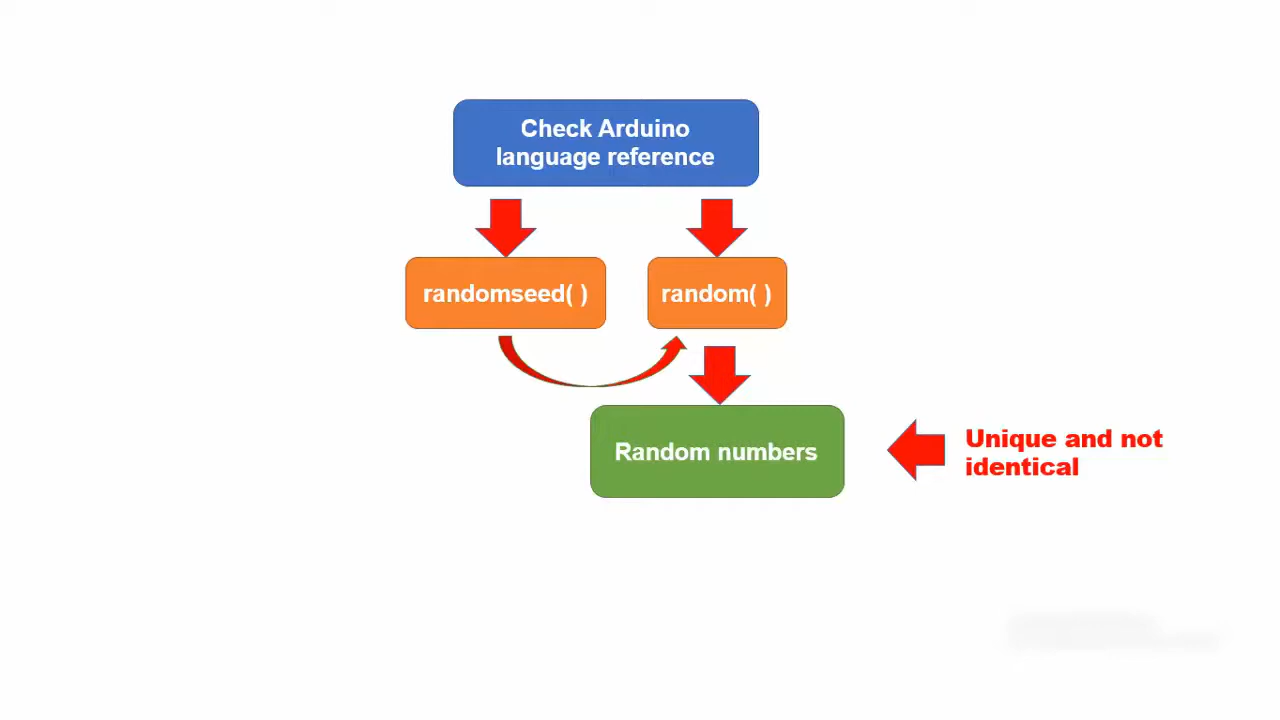 Check Arduino
language reference
randomseed( )
random( )
Random numbers
Unique and not
identical